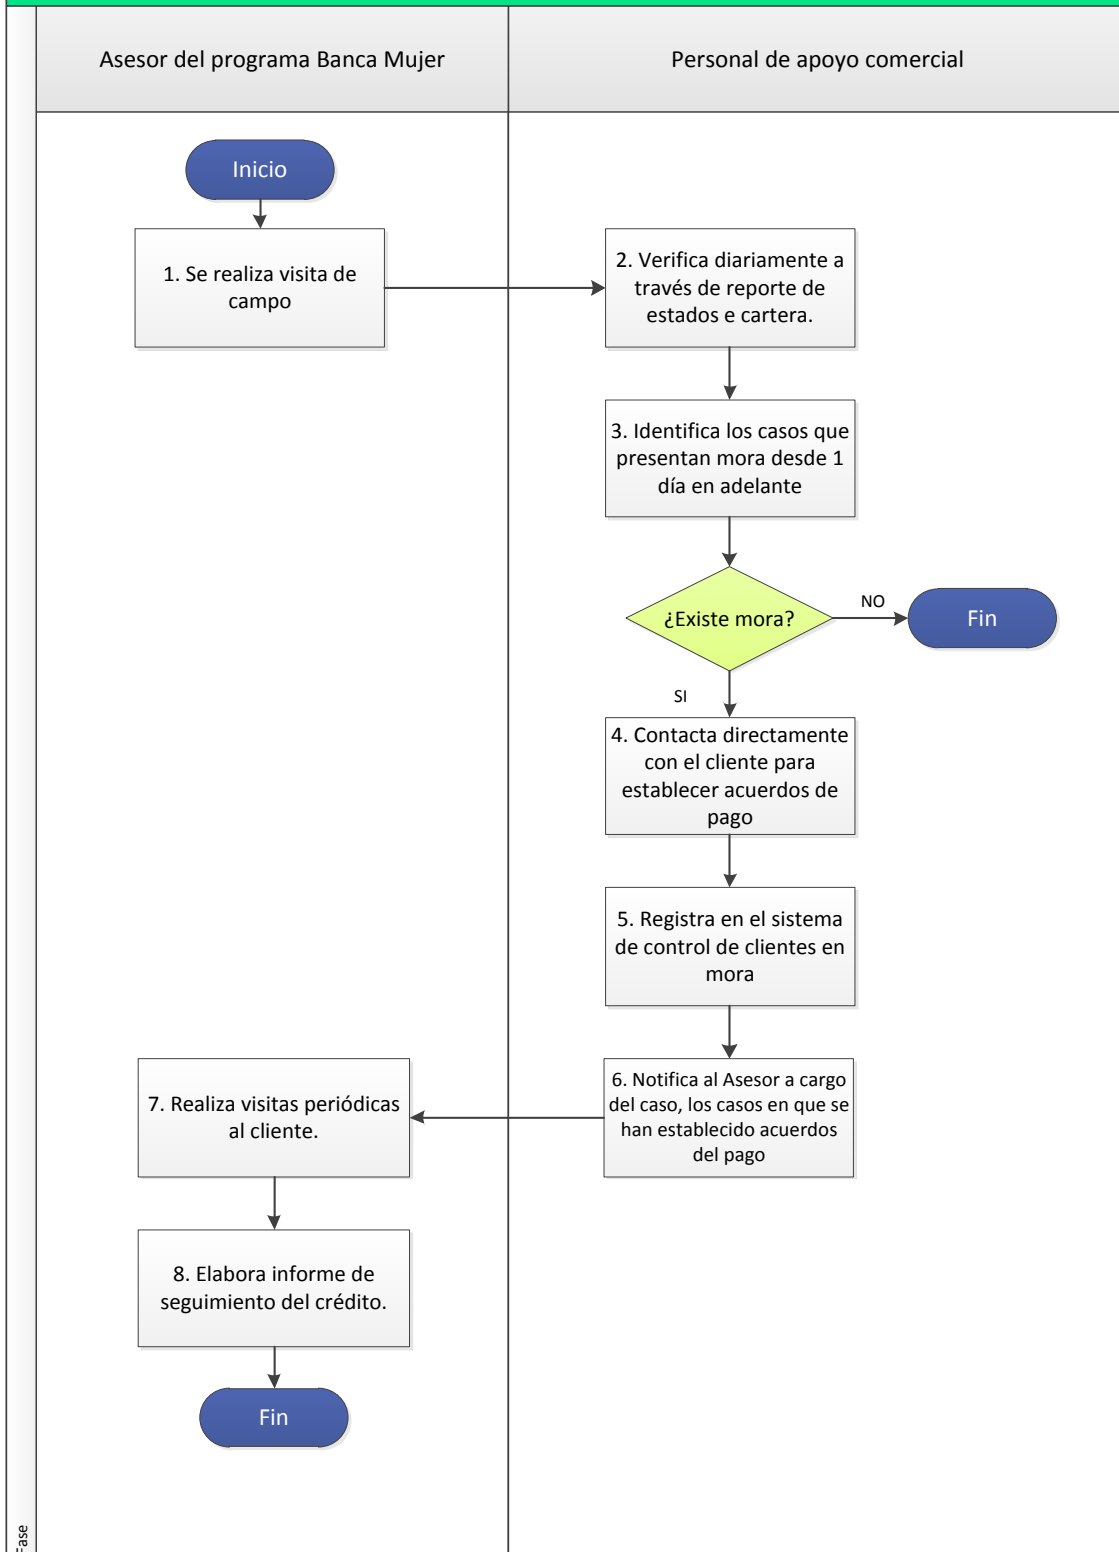 Asesor del programa Banca Mujer
Personal de apoyo comercial
Inicio
1. Se realiza visita de
campo
2. Verifica diariamente a
través de reporte de
estados e cartera.
3. Identifica los casos que
presentan mora desde 1
día en adelante
¿Existe mora?
NO
Fin
SI
4. Contacta directamente
con el cliente para
establecer acuerdos de
pago
5. Registra en el sistema
de control de clientes en
mora
6. Notifica al Asesor a cargo
del caso, los casos en que se
han establecido acuerdos
del pago
7. Realiza visitas periódicas
al cliente.
8. Elabora informe de
seguimiento del crédito.
Fin
Fase